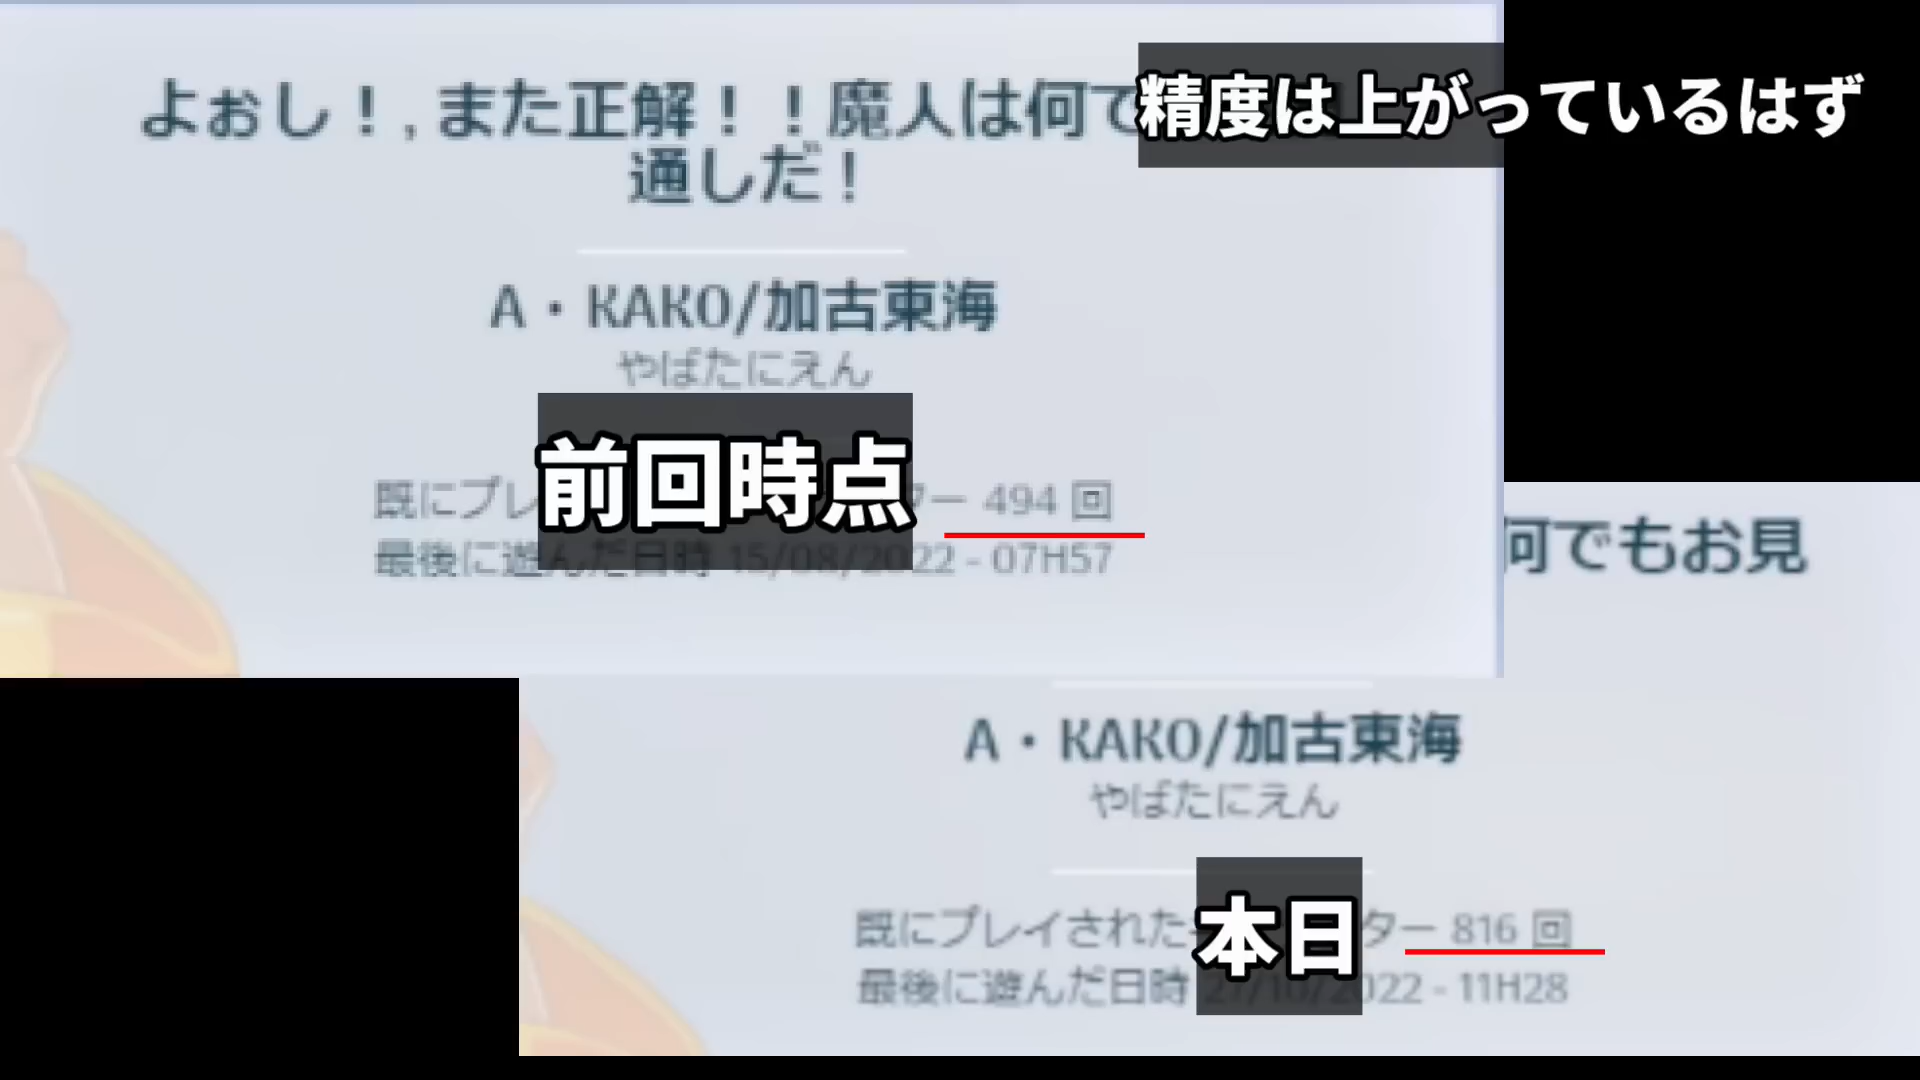 よぉし！, また正解！！魔人は何で
精度は上がっているはず
通しだ！
A・KAKO/加古東海
やばたにえん
前回時点
既にプレ
ター 494 回
最後に遊んだ日時 15/08/2022 - 07H57
何でもお見
A・KAKO/加古東海
やばたにえん
本日
既にプレイされた
ター 816 回
最後に遊んだ日時
2022 - 11H28